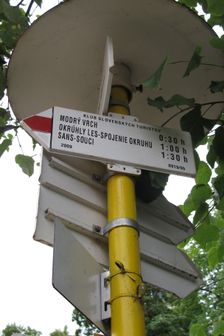 KLUB SLOVENSKÝCH TURISTOV
MODRÝ VRCH 0:30 h
OKRÚHLY LES-SPOJENIE OKRUHU 1:00 h
SANS-SOUCI 1:30 h
2009